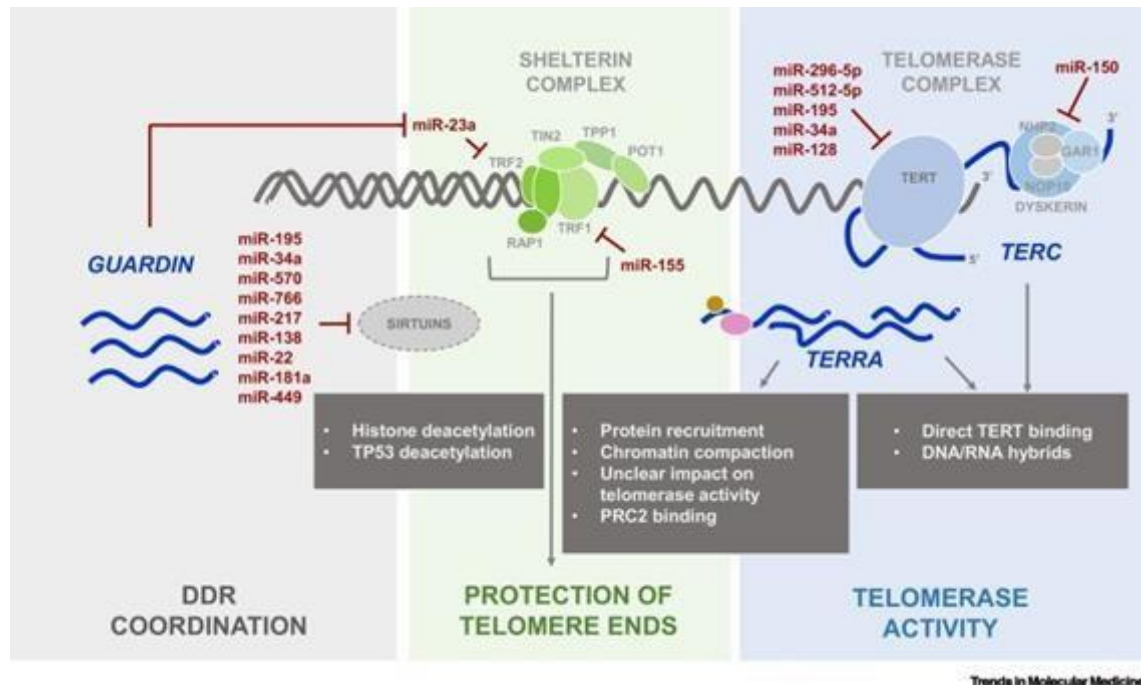 SHELTERIN
COMPLEX
TELOMERASE
COMPLEX
miR-296-5p
miR-512-5p
miR-195
miR-34a
miR-128
miR-150
miR-23a
TRF2
TIN2
TPP1
POT1
RAP1
TRF1
miR-155
TERT
NHP2
GAR1
NOP10
DYSKERIN
3'
3'
5'
TERC
GUARDIN
miR-195
miR-34a
miR-570
miR-766
miR-217
miR-138
miR-22
miR-181a
miR-449
SIRTUINS
TERRA
• Histone deacetylation
• TP53 deacetylation
• Protein recruitment
• Chromatin compaction
• Unclear impact on
telomerase activity
• PRC2 binding
• Direct TERT binding
• DNA/RNA hybrids
DDR
COORDINATION
PROTECTION OF
TELOMERE ENDS
TELOMERASE
ACTIVITY
Trends in Molecular Medicine